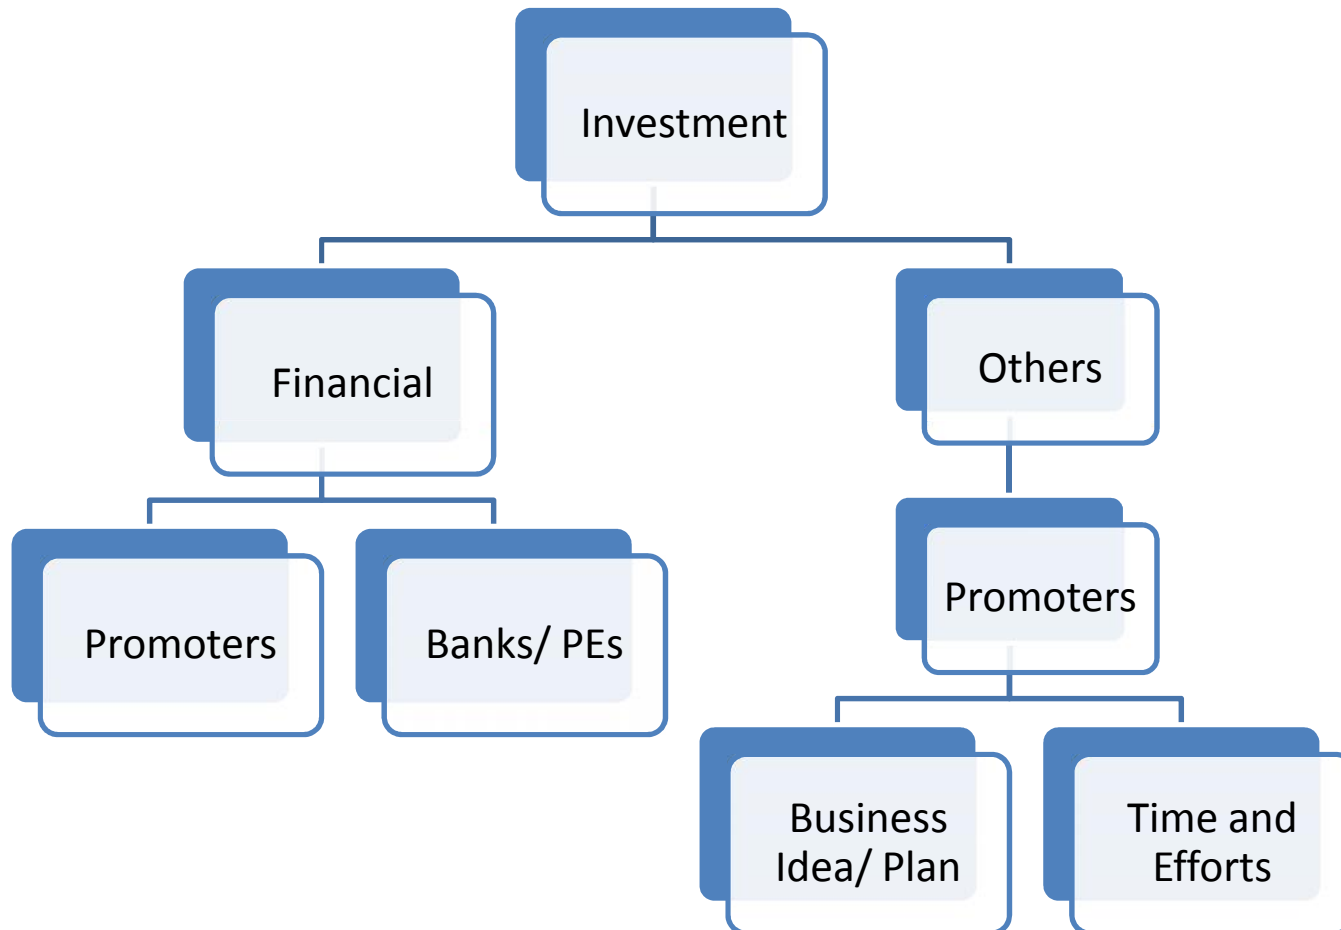 Investment
Financial
Others
Promoters
Banks/ PEs
Promoters
Business
Idea/ Plan
Time and
Efforts